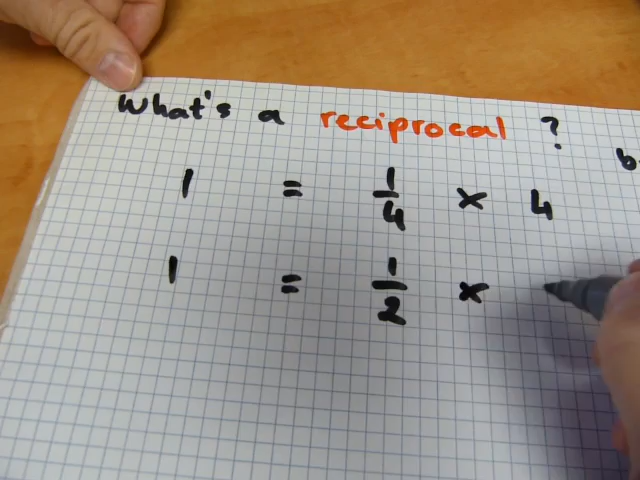 What's a reciprocal ?
1 = 1/4 × 4
1 = 1/2 ×